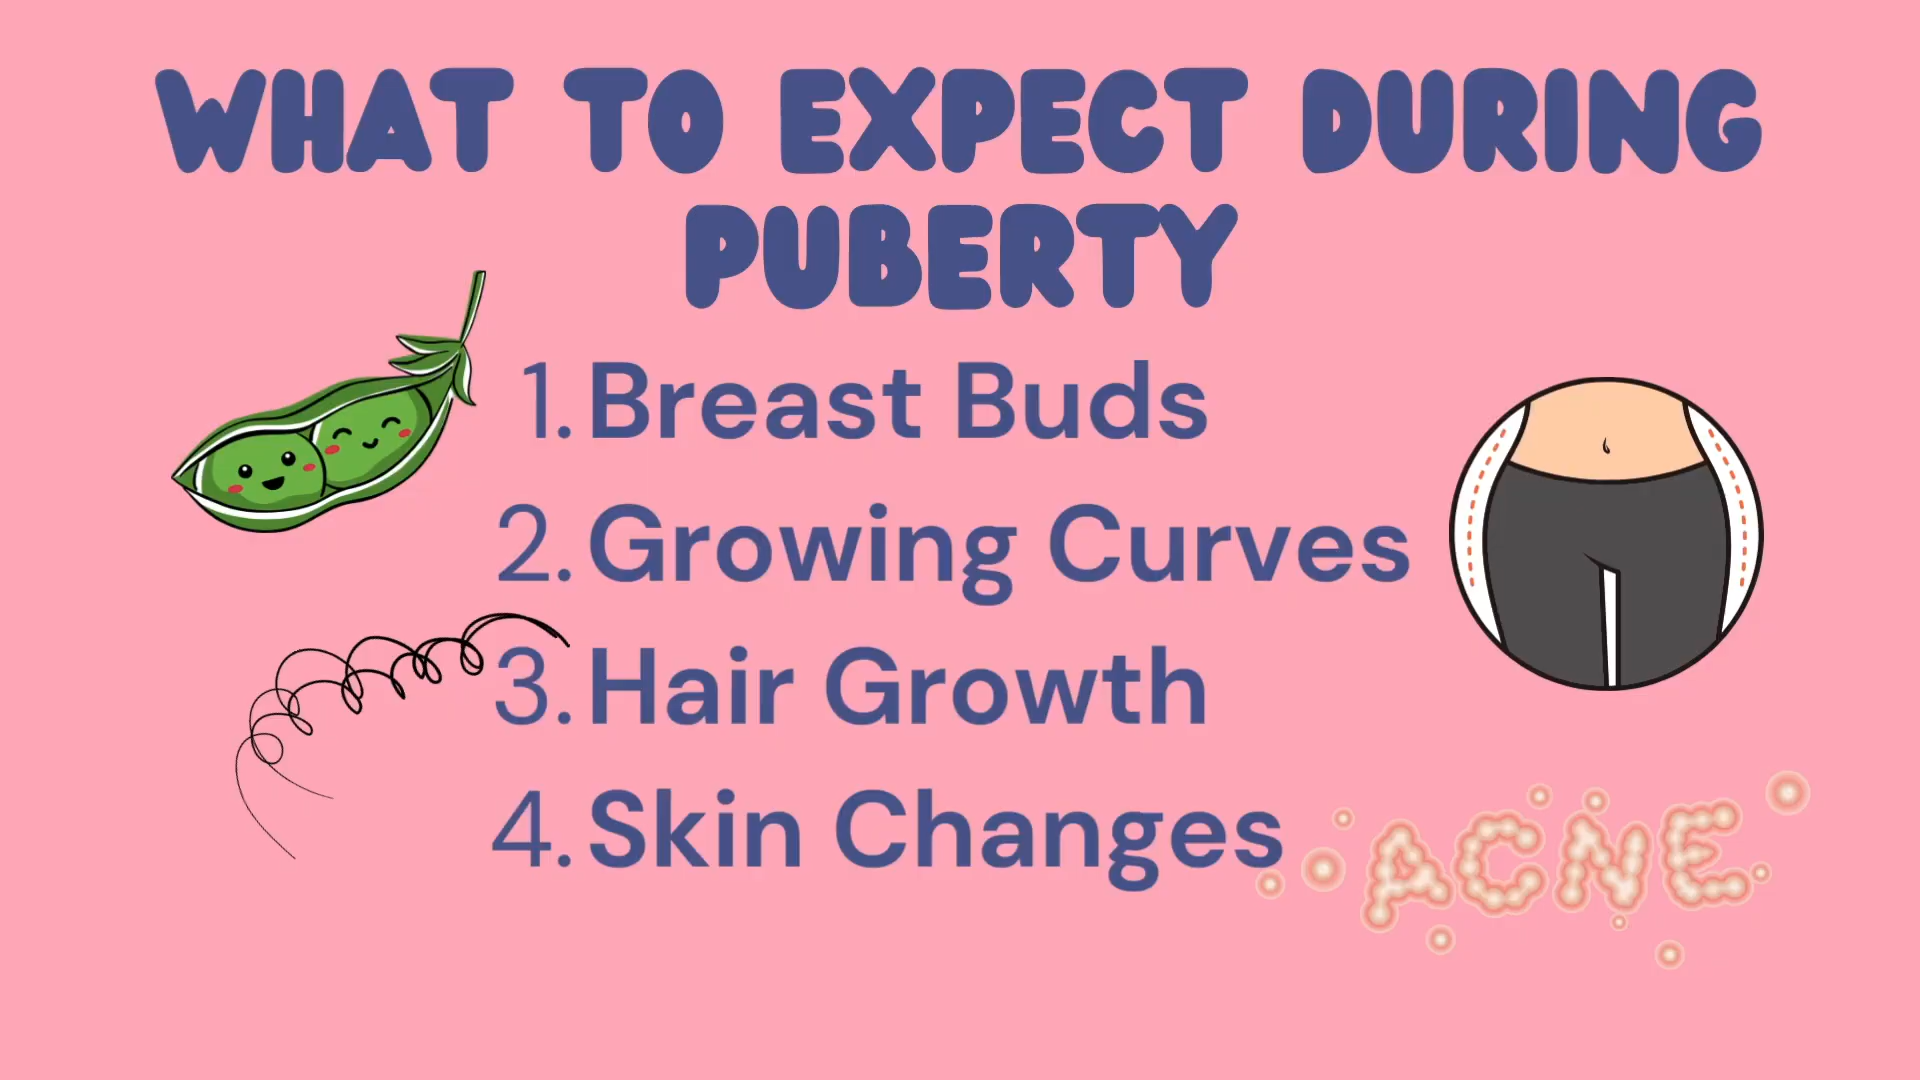 WHAT TO EXPECT DURING
PUBERTY
1. Breast Buds
2. Growing Curves
3. Hair Growth
4. Skin Changes
ACNE